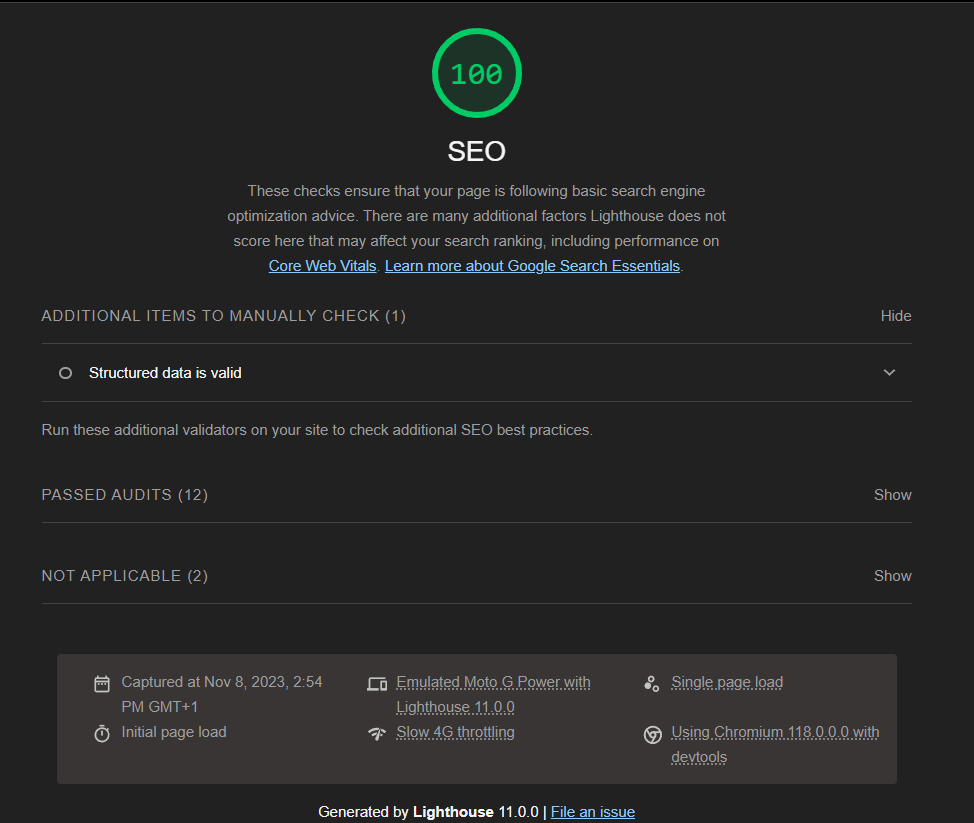 100
SEO
These checks ensure that your page is following basic search engine
optimization advice. There are many additional factors Lighthouse does not
score here that may affect your search ranking, including performance on
Core Web Vitals. Learn more about Google Search Essentials.
ADDITIONAL ITEMS TO MANUALLY CHECK (1) Hide
Structured data is valid
Run these additional validators on your site to check additional SEO best practices.
PASSED AUDITS (12) Show
NOT APPLICABLE (2) Show
Captured at Nov 8, 2023, 2:54
PM GMT+1
Initial page load
Emulated Moto G Power with
Lighthouse 11.0.0
Slow 4G throttling
Single page load
Using Chromium 118.0.0.0 with
devtools
Generated by Lighthouse 11.0.0 | File an issue